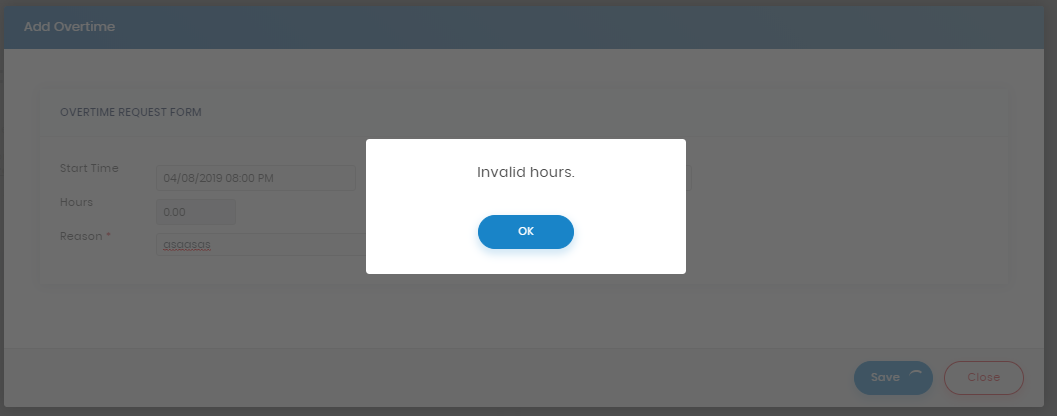 Add Overtime
OVERTIME REQUEST FORM
Start Time
04/08/2019 08:00 PM
Hours
0.00
Reason *
asaasas
Invalid hours.
OK
Save
Close